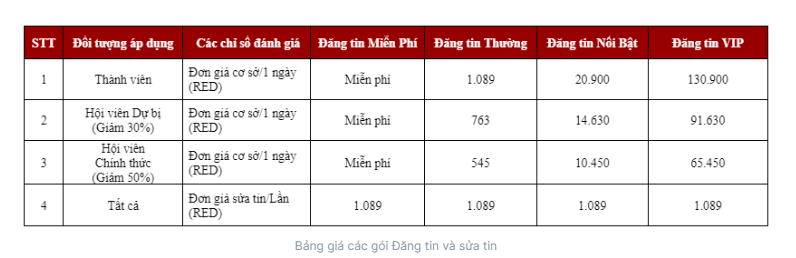 STT Đối tượng áp dụng Các chỉ số đánh giá Đăng tin Miễn Phí Đăng tin Thường Đăng tin Nổi Bật Đăng tin VIP
1 Thành viên Đơn giá cơ sở/1 ngày (RED) Miễn phí 1.089 20.900 130.900
2 Hội viên Dự bị (Giảm 30%) Đơn giá cơ sở/1 ngày (RED) Miễn phí 763 14.630 91.630
3 Hội viên Chính thức (Giảm 50%) Đơn giá cơ sở/1 ngày (RED) Miễn phí 545 10.450 65.450
4 Tất cả Đơn giá sửa tin/Lần (RED) 1.089 1.089 1.089 1.089
Bảng giá các gói Đăng tin và sửa tin